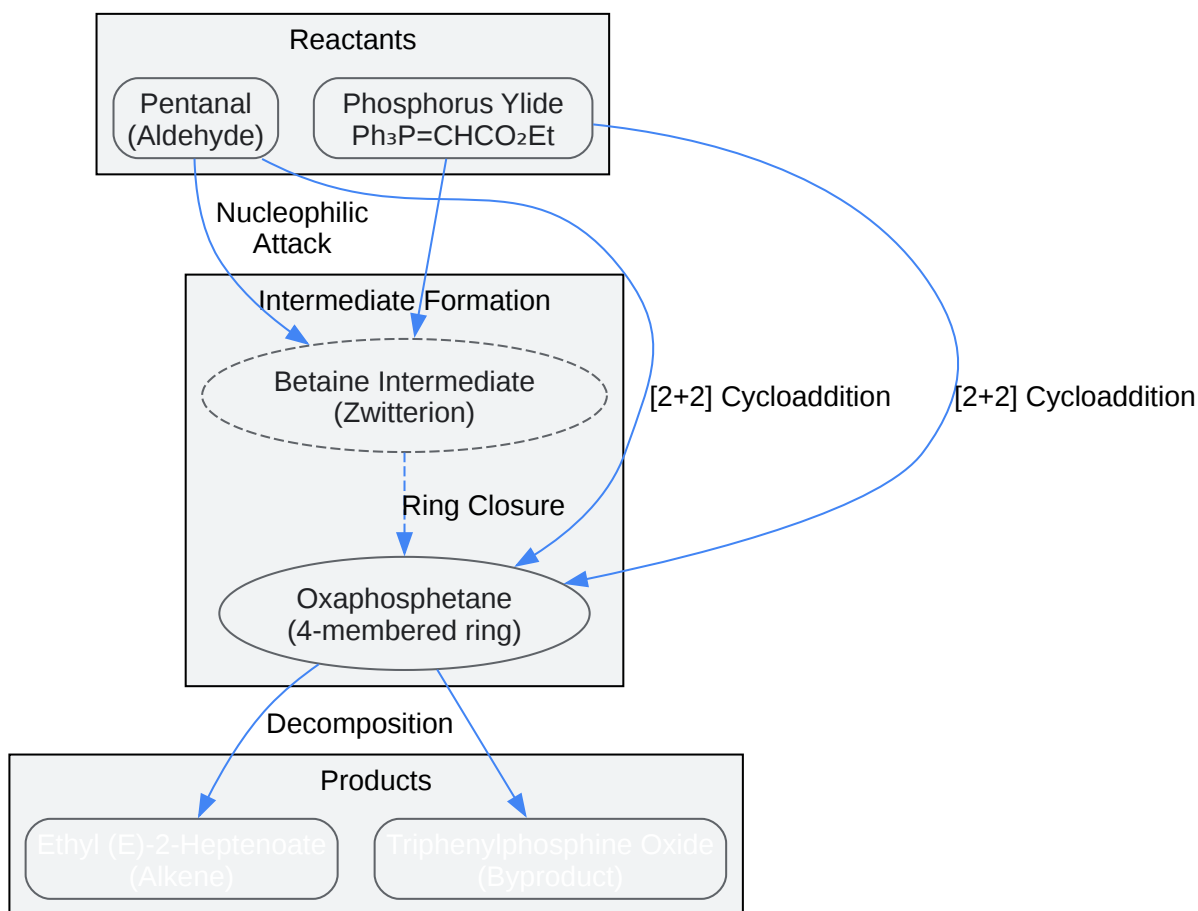 Reactants
Pentanal
(Aldehyde)
Phosphorus Ylide
Ph₃P=CHCO₂Et
Nucleophilic
Attack
Intermediate Formation
Betaine Intermediate
(Zwitterion)
[2+2] Cycloaddition
[2+2] Cycloaddition
Ring Closure
Oxaphosphetane
(4-membered ring)
Decomposition
Products
Ethyl (E)-2-Heptenoate
(Alkene)
Triphenylphosphine Oxide
(Byproduct)